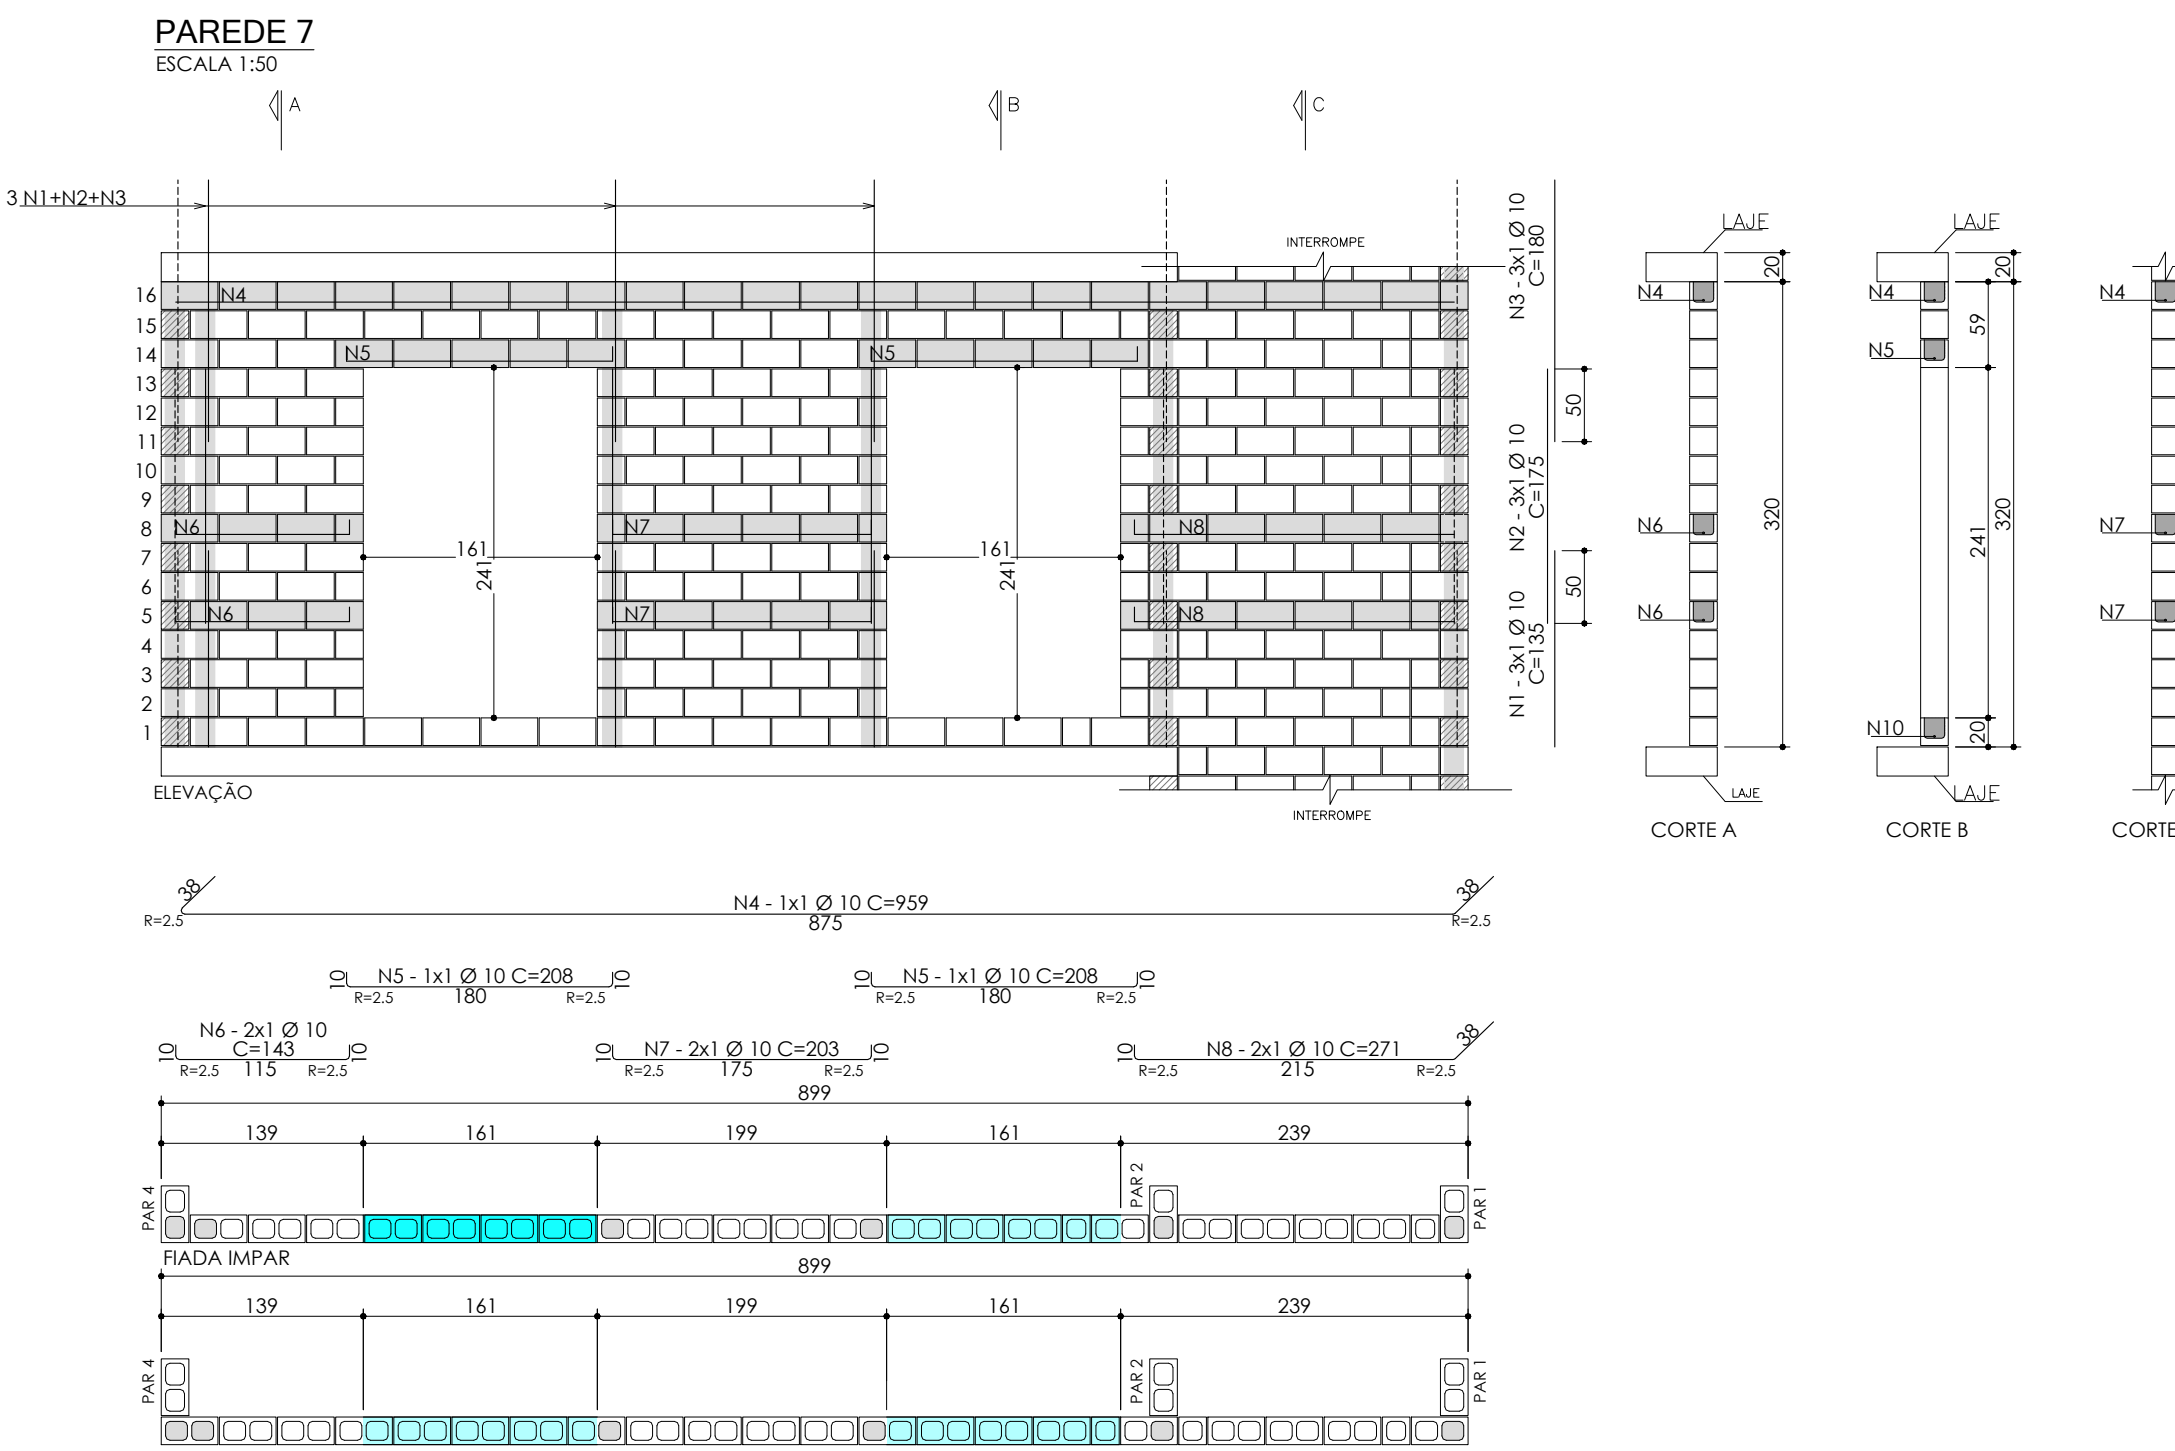 PAREDE 7
ESCALA 1:50
A
B
C
3 N1+N2+N3
INTERROMPE
16
15
14
13
12
11
10
9
8
7
6
5
4
3
2
1
N4
N5
N5
N6
N7
N8
N6
N7
N8
161
241
161
241
ELEVAÇÃO
INTERROMPE
N3 - 3x1 Ø 10
C=180
N2 - 3x1 Ø 10
C=175
N1 - 3x1 Ø 10
C=135
50
50
LAJE
20
N4
N6
N6
320
LAJE
CORTE A
LAJE
20
N4
N5
59
241
320
N10
20
LAJE
CORTE B
N4
N7
N7
CORTE
38
R=2.5
N4 - 1x1 Ø 10 C=959
875
38
R=2.5
10
N5 - 1x1 Ø 10 C=208
R=2.5
180
R=2.5
10
10
N5 - 1x1 Ø 10 C=208
R=2.5
180
R=2.5
10
N6 - 2x1 Ø 10
C=143
10
R=2.5
115
R=2.5
10
10
N7 - 2x1 Ø 10 C=203
R=2.5
175
R=2.5
10
10
N8 - 2x1 Ø 10 C=271
R=2.5
215
R=2.5
38
899
139
161
199
161
239
PAR 4
PAR 2
PAR 1
FIADA IMPAR
899
139
161
199
161
239
PAR 4
PAR 2
PAR 1